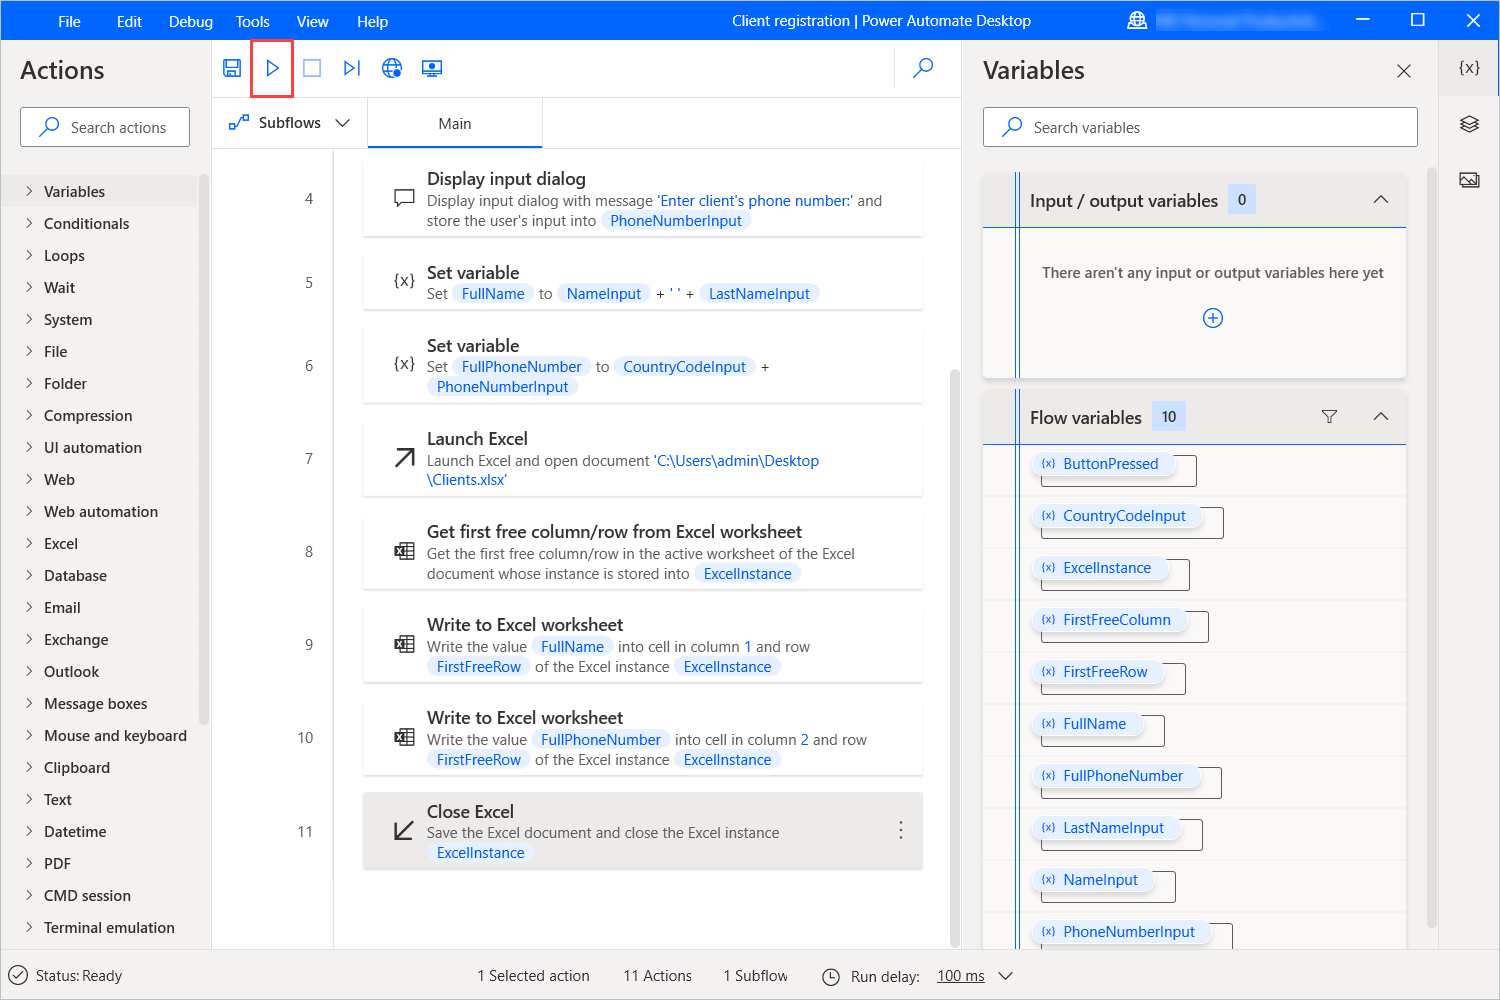 File Edit Debug Tools View Help
Client registration | Power Automate Desktop
Actions
Search actions
Variables
Conditionals
Loops
Wait
System
File
Folder
Compression
UI automation
Web
Web automation
Excel
Database
Email
Exchange
Outlook
Message boxes
Mouse and keyboard
Clipboard
Text
Datetime
PDF
CMD session
Terminal emulation
Subflows
Main
4
Display input dialog
Display input dialog with message 'Enter client's phone number:' and
store the user's input into PhoneNumberInput
5
{x}
Set variable
Set FullName to NameInput + ' ' + LastNameInput
6
{x}
Set variable
Set FullPhoneNumber to CountryCodeInput +
PhoneNumberInput
7
Launch Excel
Launch Excel and open document 'C:\Users\admin\Desktop
\Clients.xlsx'
8
Get first free column/row from Excel worksheet
Get the first free column/row in the active worksheet of the Excel
document whose instance is stored into ExcelInstance
9
Write to Excel worksheet
Write the value FullName into cell in column 1 and row
FirstFreeRow of the Excel instance ExcelInstance
10
Write to Excel worksheet
Write the value FullPhoneNumber into cell in column 2 and row
FirstFreeRow of the Excel instance ExcelInstance
11
Close Excel
Save the Excel document and close the Excel instance
ExcelInstance
Variables
{x}
Search variables
Input / output variables 0
There aren't any input or output variables here yet
Flow variables 10
{x} ButtonPressed
{x} CountryCodeInput
{x} ExcelInstance
{x} FirstFreeColumn
{x} FirstFreeRow
{x} FullName
{x} FullPhoneNumber
{x} LastNameInput
{x} NameInput
{x} PhoneNumberInput
Status: Ready
1 Selected action
11 Actions
1 Subflow
Run delay: 100 ms